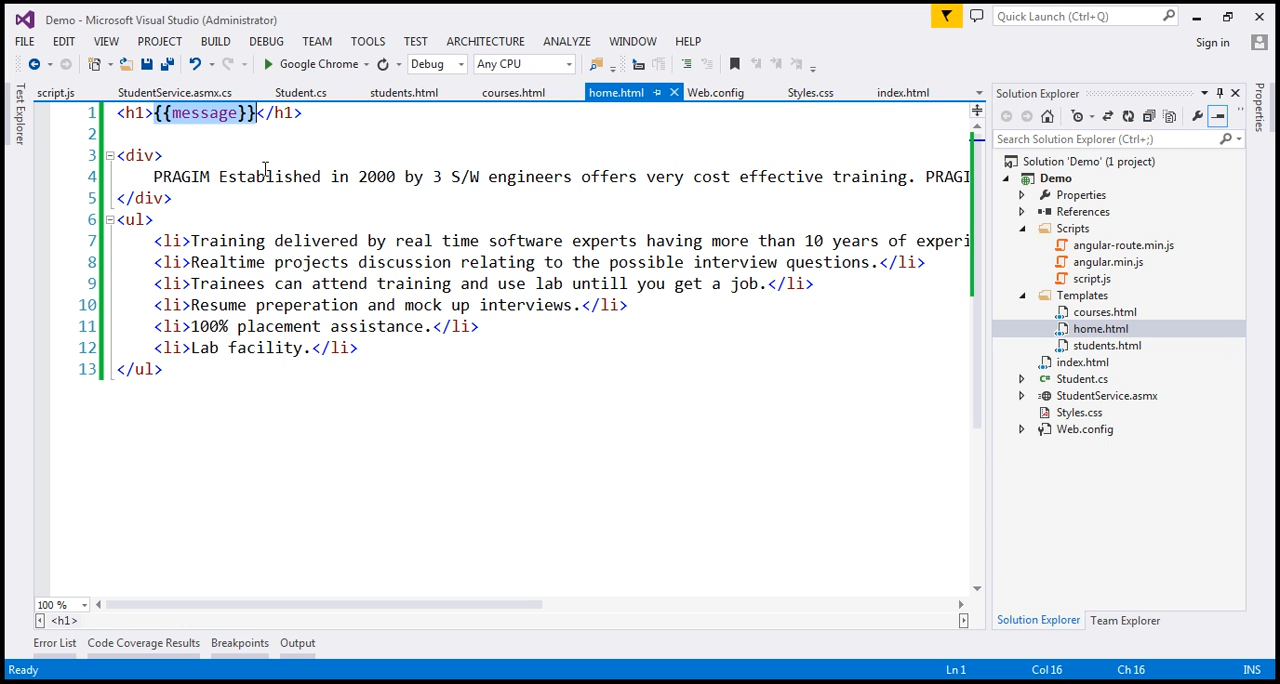 Demo - Microsoft Visual Studio (Administrator)
Quick Launch (Ctrl+Q)
FILE EDIT VIEW PROJECT BUILD DEBUG TEAM TOOLS TEST ARCHITECTURE ANALYZE WINDOW HELP
Sign in
Google Chrome Debug Any CPU
Test Explorer
script.js StudentService.asmx.cs Student.cs students.html courses.html home.html Web.config Styles.css index.html
1 <h1>{{message}}</h1>
2
3 <div>
4 PRAGIM Established in 2000 by 3 S/W engineers offers very cost effective training. PRAGI
5 </div>
6 <ul>
7 <li>Training delivered by real time software experts having more than 10 years of experi
8 <li>Realtime projects discussion relating to the possible interview questions.</li>
9 <li>Trainees can attend training and use lab untill you get a job.</li>
10 <li>Resume preperation and mock up interviews.</li>
11 <li>100% placement assistance.</li>
12 <li>Lab facility.</li>
13 </ul>
100 %
<h1>
Solution Explorer
Search Solution Explorer (Ctrl+;)
Solution 'Demo' (1 project)
Demo
Properties
References
Scripts
angular-route.min.js
angular.min.js
script.js
Templates
courses.html
home.html
students.html
index.html
Student.cs
StudentService.asmx
Styles.css
Web.config
Solution Explorer Team Explorer
Properties
Error List Code Coverage Results Breakpoints Output
Ready Ln 1 Col 16 Ch 16 INS